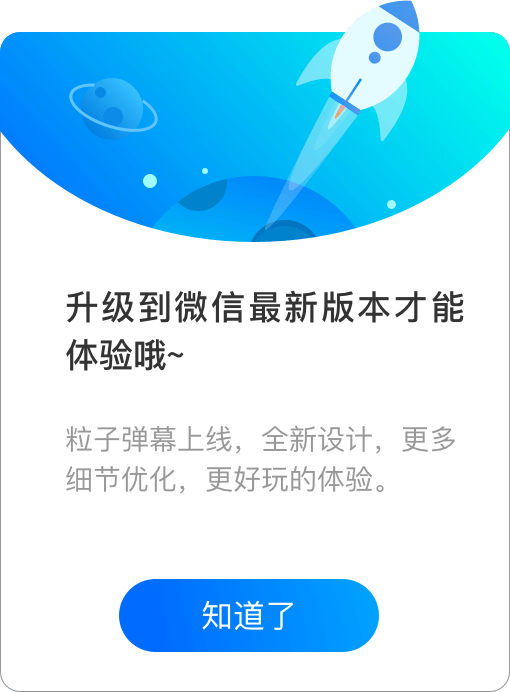 升级到微信最新版本才能
体验哦~
粒子弹幕上线，全新设计，更多
细节优化，更好玩的体验。
知道了